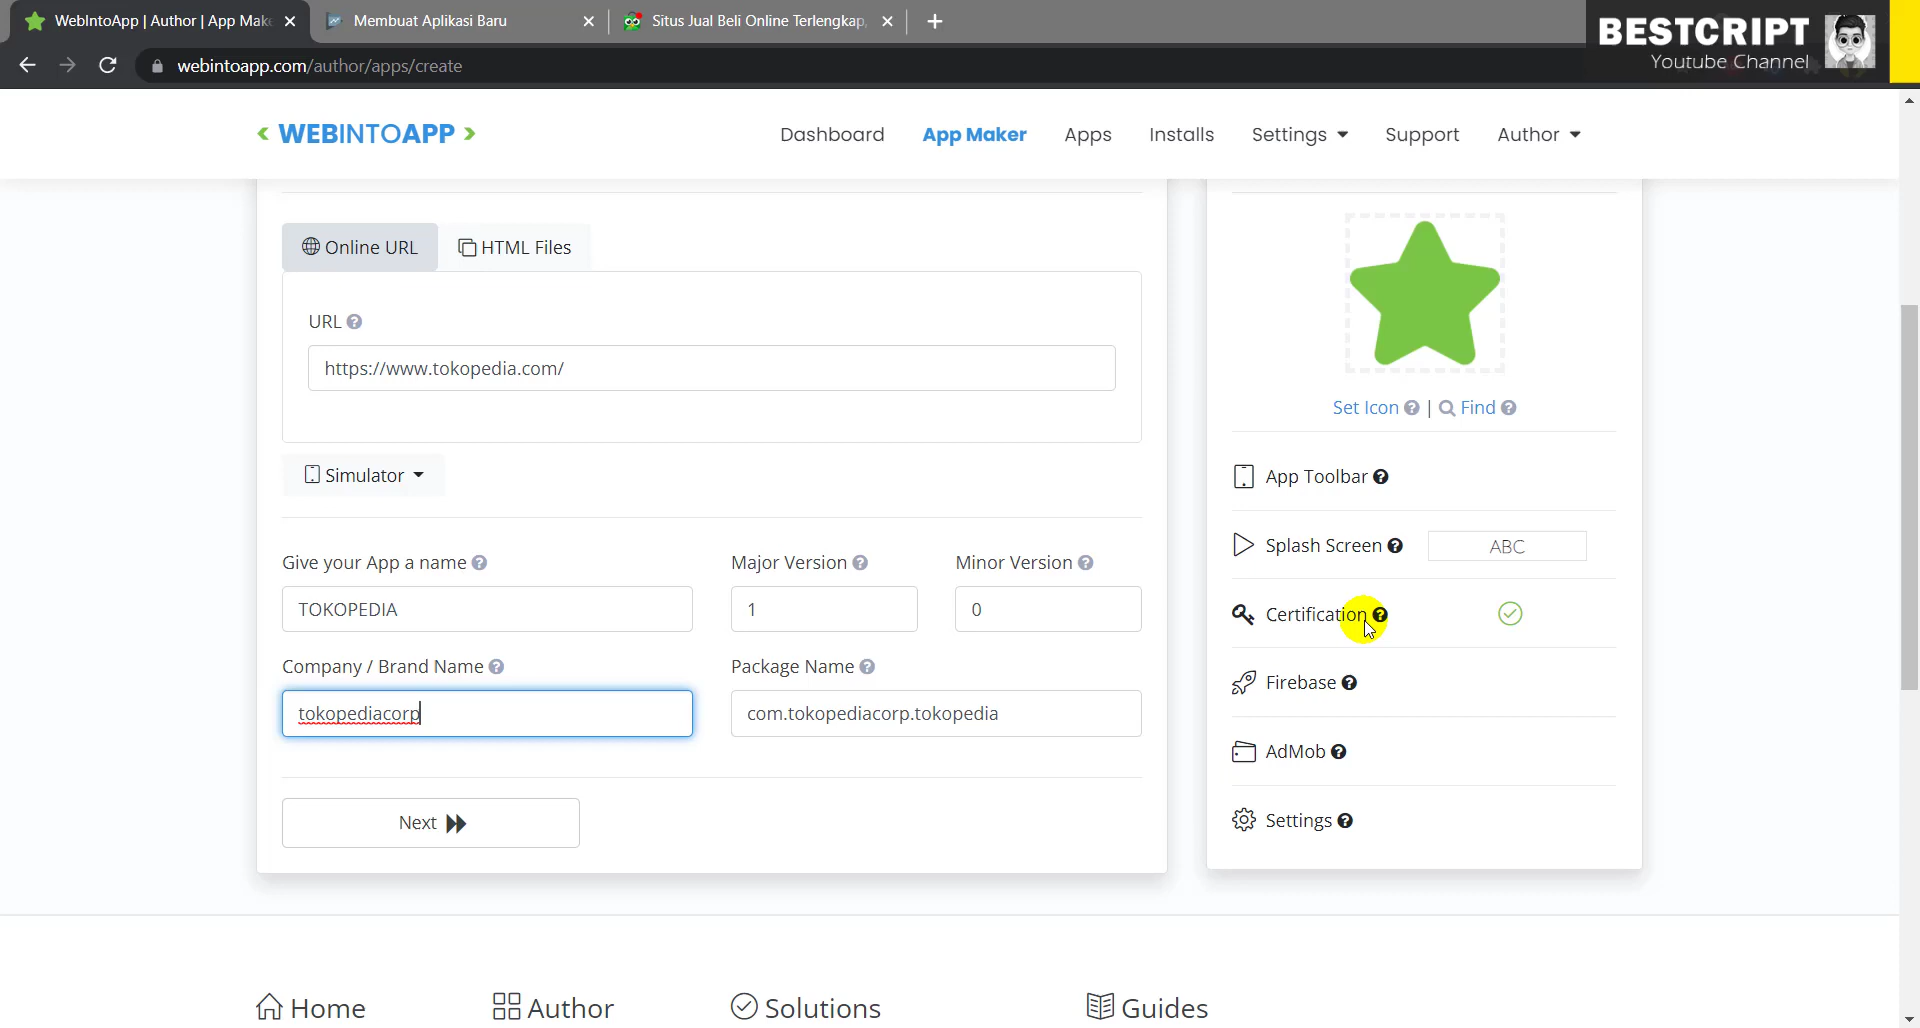 WebIntoApp | Author | App Make
Membuat Aplikasi Baru
Situs Jual Beli Online Terlengkap,
BESTCRIPT
Youtube Channel
webintoapp.com/author/apps/create
< WEBINTOAPP >
Dashboard
App Maker
Apps
Installs
Settings
Support
Author
Online URL
HTML Files
URL
https://www.tokopedia.com/
Set Icon | Find
Simulator
App Toolbar
Splash Screen
ABC
Give your App a name
Major Version
Minor Version
TOKOPEDIA
1
0
Certification
Company / Brand Name
Package Name
Firebase
tokopediacorp
com.tokopediacorp.tokopedia
AdMob
Next
Settings
Home
Author
Solutions
Guides